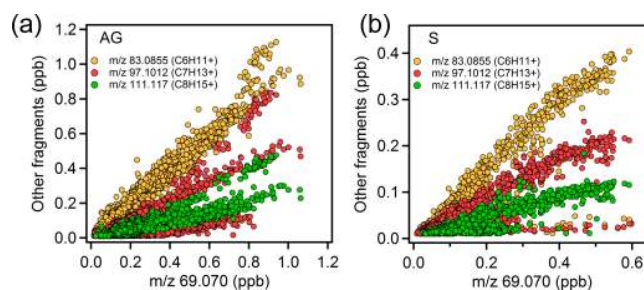 (a)
AG
m/z 83.0855 (C6H11+)
m/z 97.1012 (C7H13+)
m/z 111.117 (C8H15+)
Other fragments (ppb)
1.2
1.0
0.8
0.6
0.4
0.2
0.0
0.0 0.2 0.4 0.6 0.8 1.0 1.2
m/z 69.070 (ppb)
(b)
S
m/z 83.0855 (C6H11+)
m/z 97.1012 (C7H13+)
m/z 111.117 (C8H15+)
Other fragments (ppb)
0.4
0.3
0.2
0.1
0.0
0.0 0.2 0.4 0.6
m/z 69.070 (ppb)